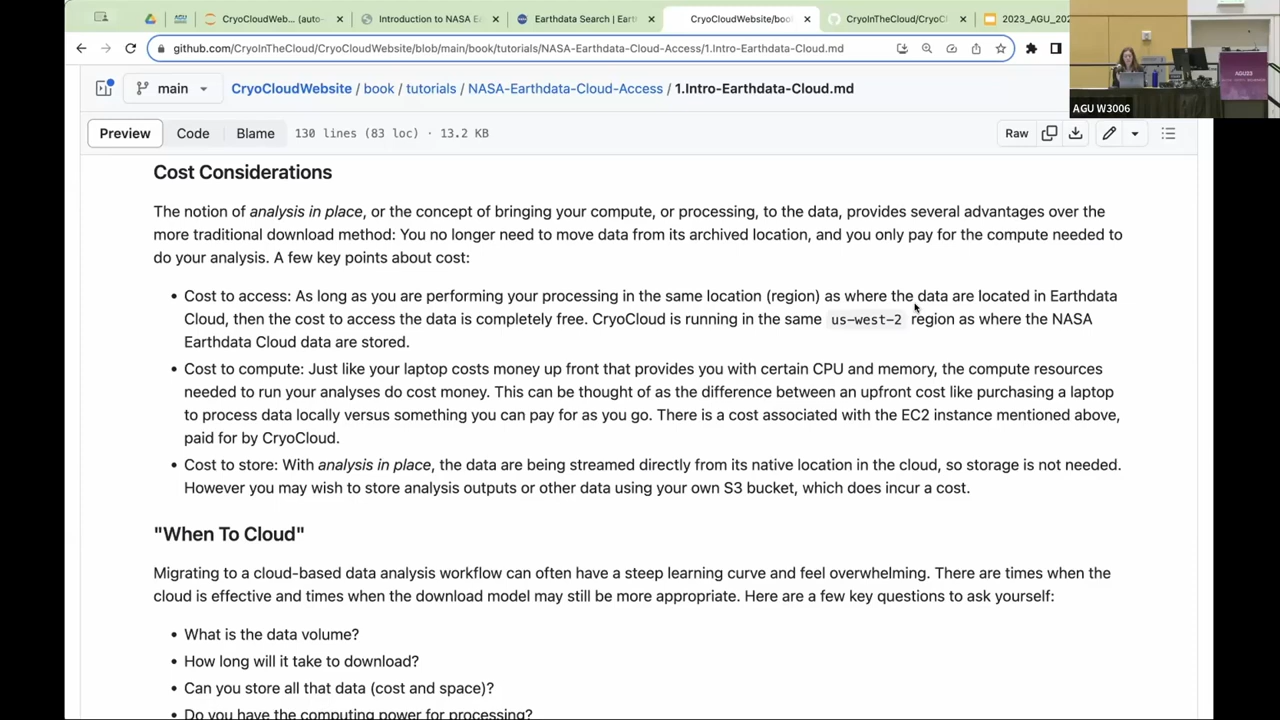 CryoCloudWeb... (auto-
Introduction to NASA E
Earthdata Search | Eart
CryoCloudWebsite/boo
CryoInTheCloud/CryoC
2023_AGU_202
github.com/CryoInTheCloud/CryoCloudWebsite/blob/main/book/tutorials/NASA-Earthdata-Cloud-Access/1.Intro-Earthdata-Cloud.md
AGU23
AGU W3006
main
CryoCloudWebsite / book / tutorials / NASA-Earthdata-Cloud-Access / 1.Intro-Earthdata-Cloud.md
Preview Code Blame 130 lines (83 loc) · 13.2 KB Raw
Cost Considerations
The notion of analysis in place, or the concept of bringing your compute, or processing, to the data, provides several advantages over the
more traditional download method: You no longer need to move data from its archived location, and you only pay for the compute needed to
do your analysis. A few key points about cost:
• Cost to access: As long as you are performing your processing in the same location (region) as where the data are located in Earthdata
Cloud, then the cost to access the data is completely free. CryoCloud is running in the same us-west-2 region as where the NASA
Earthdata Cloud data are stored.
• Cost to compute: Just like your laptop costs money up front that provides you with certain CPU and memory, the compute resources
needed to run your analyses do cost money. This can be thought of as the difference between an upfront cost like purchasing a laptop
to process data locally versus something you can pay for as you go. There is a cost associated with the EC2 instance mentioned above,
paid for by CryoCloud.
• Cost to store: With analysis in place, the data are being streamed directly from its native location in the cloud, so storage is not needed.
However you may wish to store analysis outputs or other data using your own S3 bucket, which does incur a cost.
"When To Cloud"
Migrating to a cloud-based data analysis workflow can often have a steep learning curve and feel overwhelming. There are times when the
cloud is effective and times when the download model may still be more appropriate. Here are a few key questions to ask yourself:
• What is the data volume?
• How long will it take to download?
• Can you store all that data (cost and space)?
• Do you have the computing power for processing?